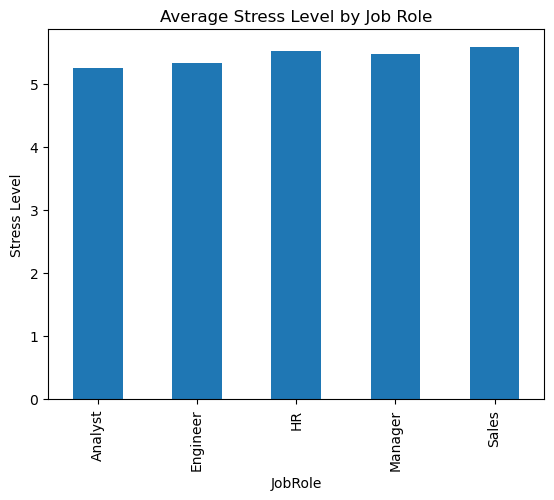 Average Stress Level by Job Role
Stress Level
5
4
3
2
1
0
Analyst
Engineer
HR
Manager
Sales
JobRole